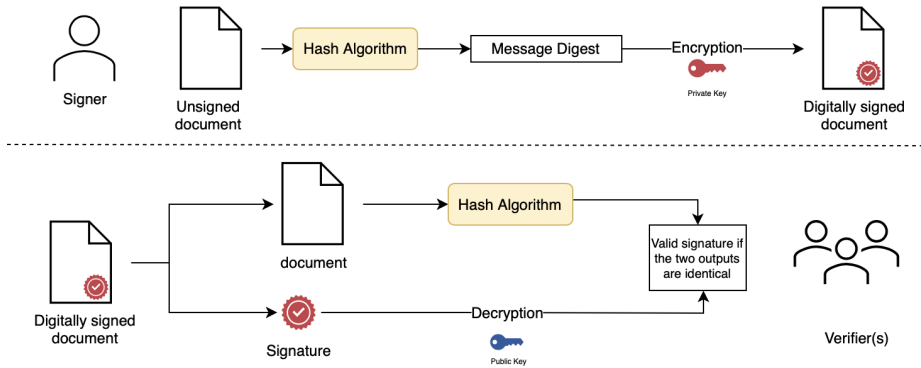 Signer
Unsigned
document
Hash Algorithm
Message Digest
Encryption
Private Key
Digitally signed
document
Digitally signed
document
document
Hash Algorithm
Signature
Decryption
Public Key
Valid signature if
the two outputs
are identical
Verifier(s)